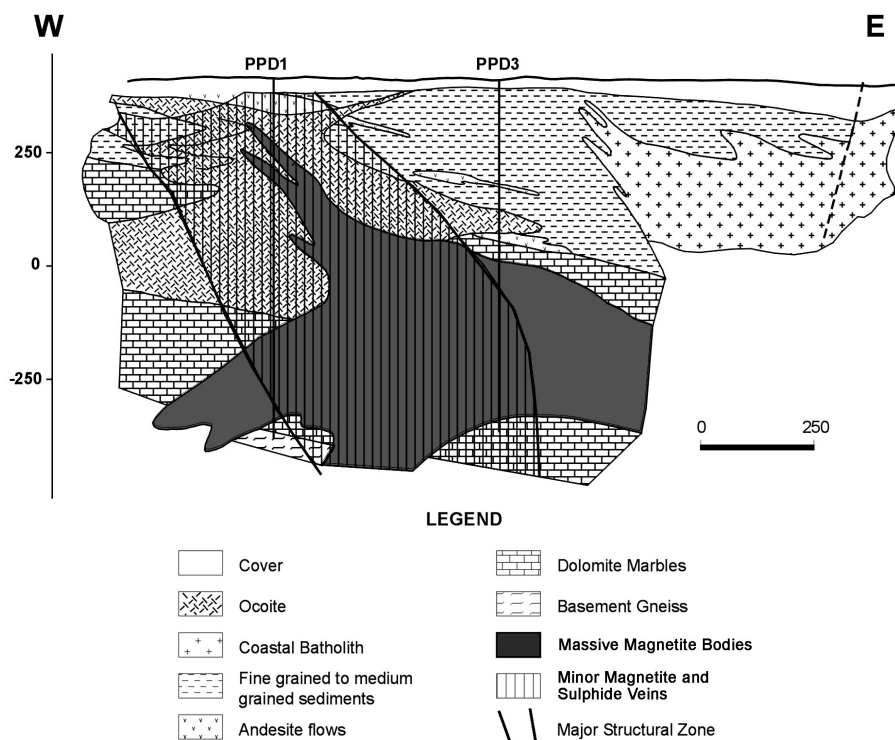 W
E
PPD1
PPD3
250
0
-250
0
250
LEGEND
Cover
Ocoite
Coastal Batholith
Fine grained to medium
grained sediments
Andesite flows
Dolomite Marbles
Basement Gneiss
Massive Magnetite Bodies
Minor Magnetite and
Sulphide Veins
Major Structural Zone